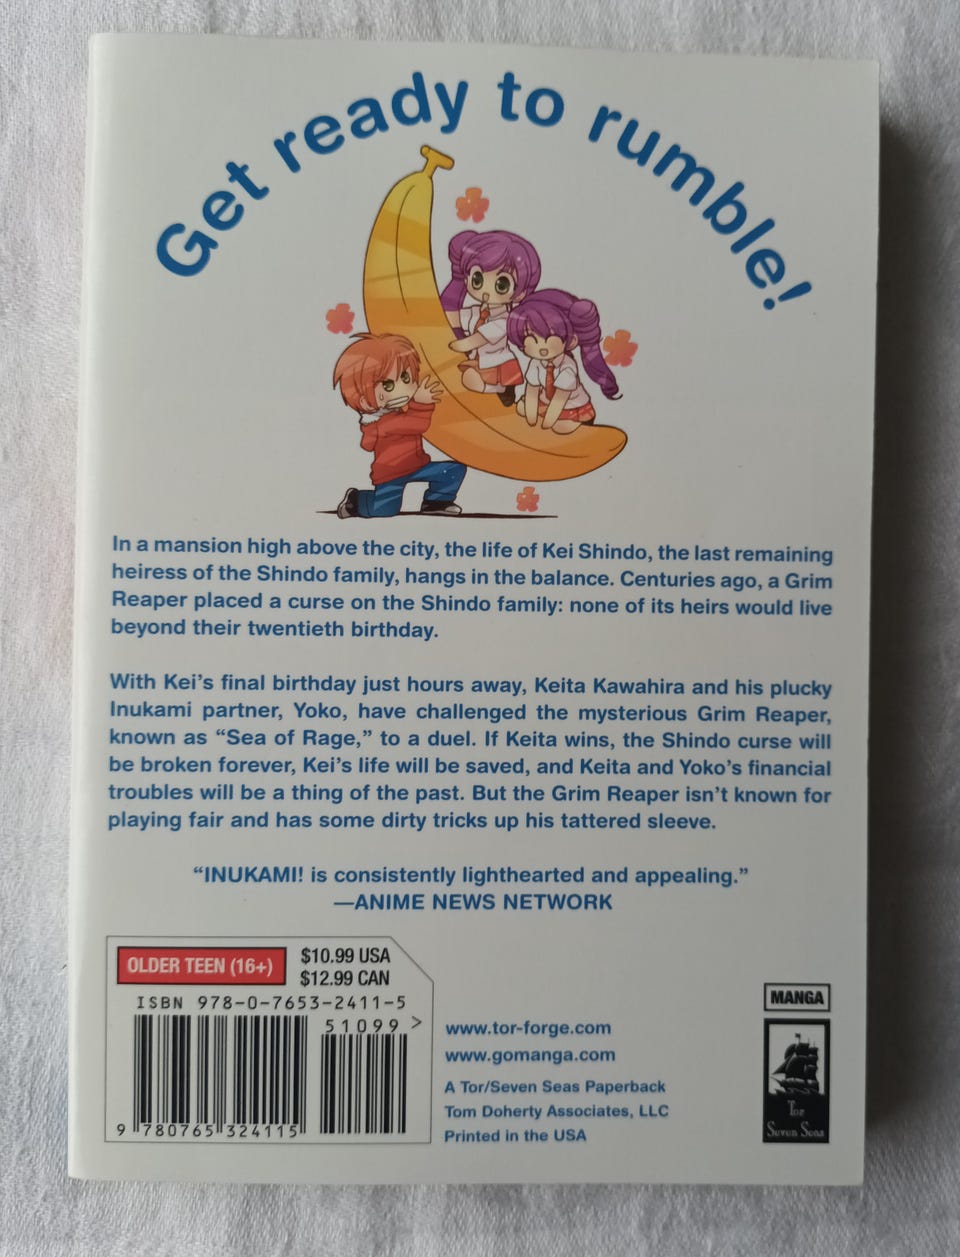 Get ready to rumble!
In a mansion high above the city, the life of Kei Shindo, the last remaining
heiress of the Shindo family, hangs in the balance. Centuries ago, a Grim
Reaper placed a curse on the Shindo family: none of its heirs would live
beyond their twentieth birthday.
With Kei's final birthday just hours away, Keita Kawahira and his plucky
Inukami partner, Yoko, have challenged the mysterious Grim Reaper,
known as “Sea of Rage,” to a duel. If Keita wins, the Shindo curse will
be broken forever, Kei's life will be saved, and Keita and Yoko's financial
troubles will be a thing of the past. But the Grim Reaper isn't known for
playing fair and has some dirty tricks up his tattered sleeve.
“INUKAMI! is consistently lighthearted and appealing.”
—ANIME NEWS NETWORK
OLDER TEEN (16+)
$10.99 USA
$12.99 CAN
ISBN 978-0-7653-2411-5
51099 >
9 780765 324115
www.tor-forge.com
www.gomanga.com
A Tor/Seven Seas Paperback
Tom Doherty Associates, LLC
Printed in the USA
MANGA
Tor
Seven Seas